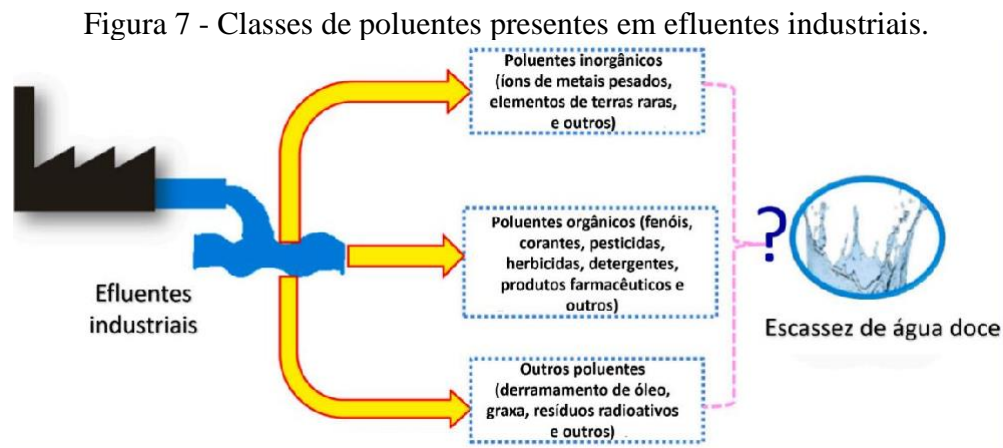 Figura 7 - Classes de poluentes presentes em efluentes industriais.
Poluentes inorgânicos
(íons de metais pesados,
elementos de terras raras,
e outros)
Poluentes orgânicos (fenóis,
corantes, pesticidas,
herbicidas, detergentes,
produtos farmacêuticos e
outros)
?
Efluentes
industriais
Escassez de água doce
Outros poluentes
(derramamento de óleo,
graxa, resíduos radioativos
e outros)